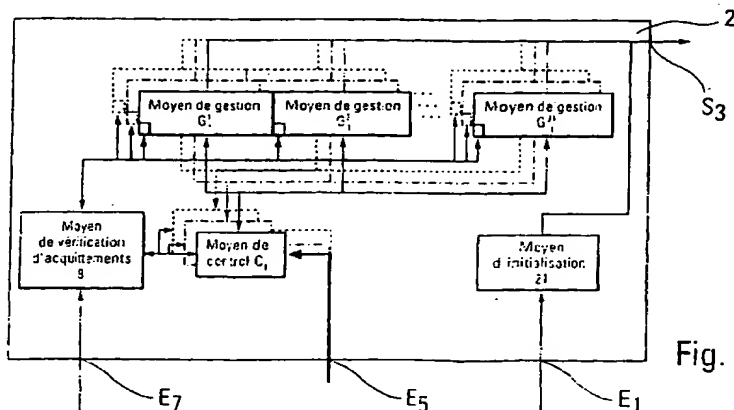 2
S3
Moyen de gestion
G
Moyen de gestion
G
Moyen de gestion
G
Moyen
de vérification
d'acquittements
Moyen de
control C1
Moyen
d'initialisation
21
Fig.
E7
E5
E1